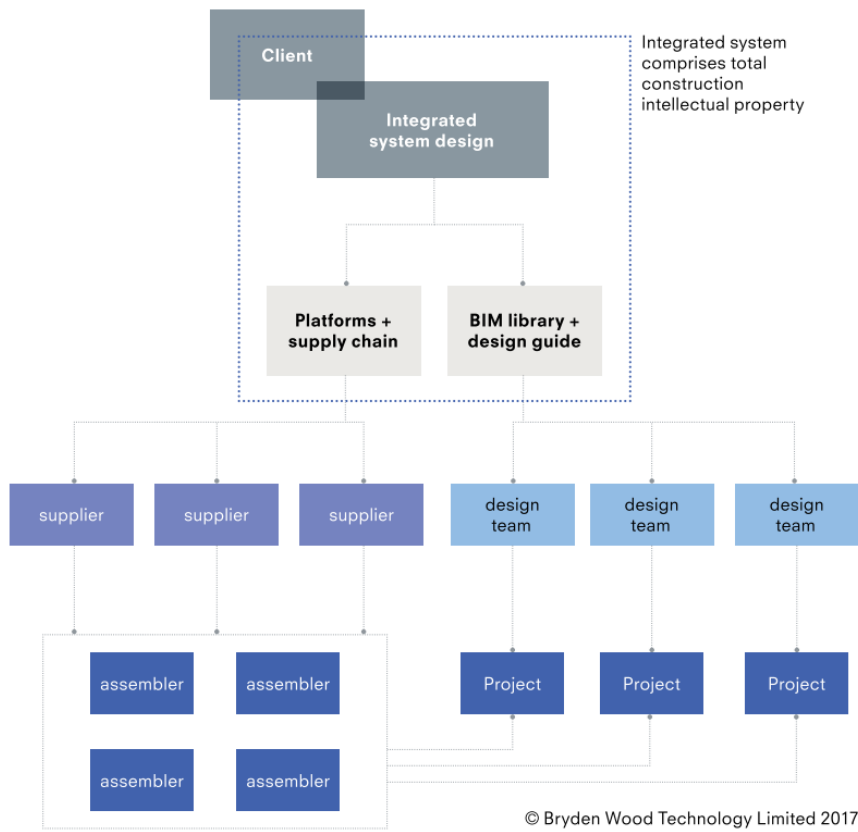 Client
Integrated system
comprises total
construction
intellectual property
Integrated
system design
Platforms +
supply chain
BIM library +
design guide
supplier
supplier
supplier
design
team
design
team
design
team
assembler
assembler
Project
Project
Project
assembler
assembler
© Bryden Wood Technology Limited 2017